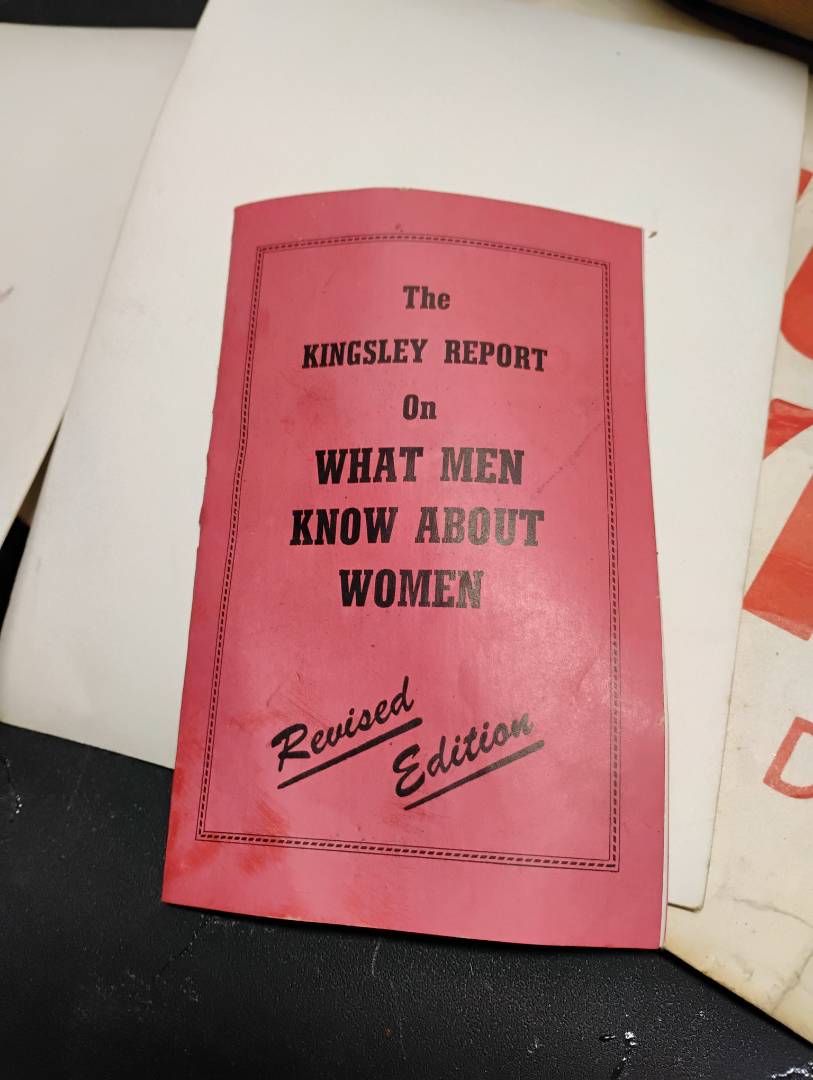 The
KINGSLEY REPORT
On
WHAT MEN
KNOW ABOUT
WOMEN
Revised
Edition